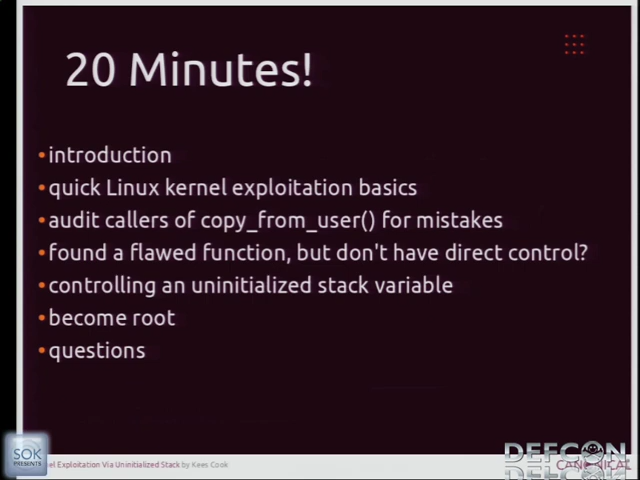 20 Minutes!
•introduction
•quick Linux kernel exploitation basics
•audit callers of copy_from_user() for mistakes
•found a flawed function, but don't have direct control?
•controlling an uninitialized stack variable
•become root
•questions
SOK
PRESENTS
nel Exploitation Via Uninitialized Stack by Kees Cook
DEFCON
CANONICAL